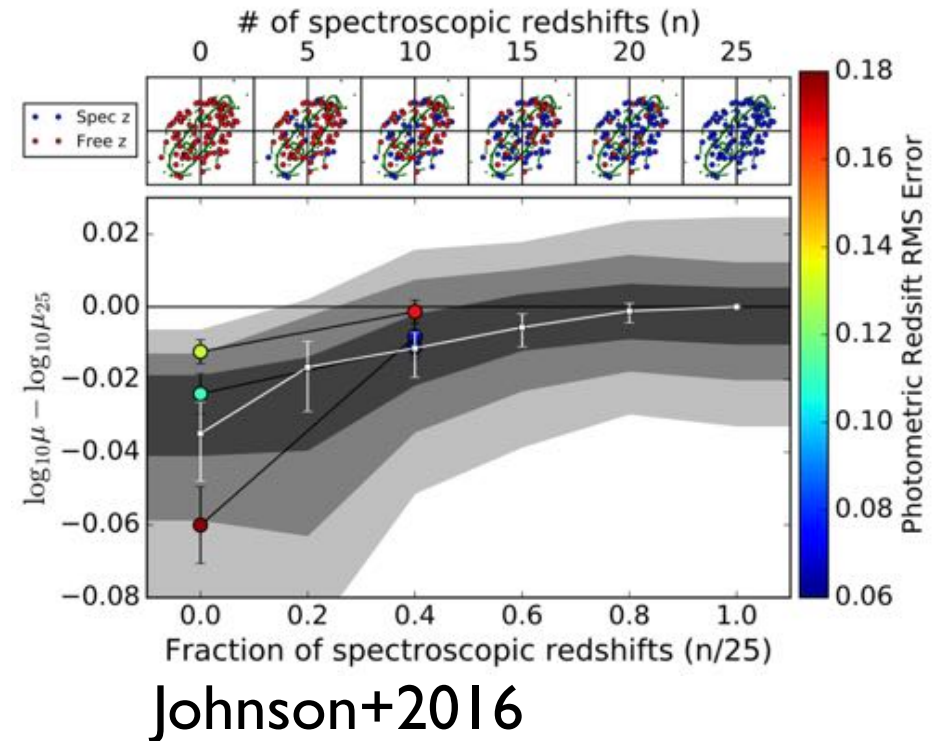 # of spectroscopic redshifts (n)
0 5 10 15 20 25
Spec z
Free z
0.02
0.00
−0.02
−0.04
−0.06
−0.08
log₁₀μ − log₁₀μ₂₅
0.0 0.2 0.4 0.6 0.8 1.0
Fraction of spectroscopic redshifts (n/25)
0.18
0.16
0.14
0.12
0.10
0.08
0.06
Photometric Redsift RMS Error
Johnson+2016